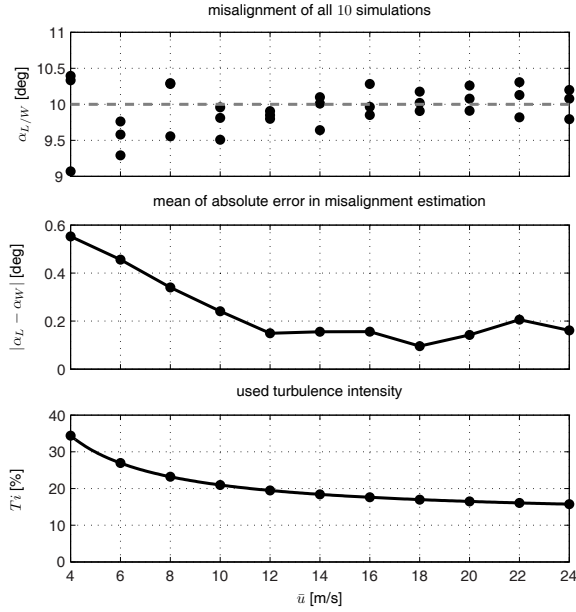 misalignment of all 10 simulations
11
10.5
10
9.5
9
α_{L/W} [deg]
mean of absolute error in misalignment estimation
0.6
0.4
0.2
0
|α_L − α_W| [deg]
used turbulence intensity
40
30
20
10
0
Ti [%]
4 6 8 10 12 14 16 18 20 22 24
ū [m/s]